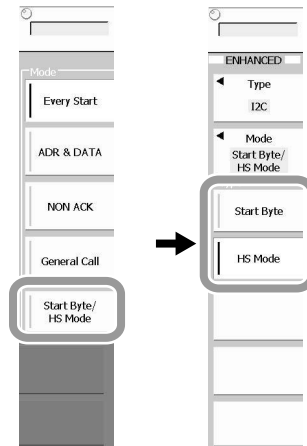 Mode
Every Start
ADR & DATA
NON ACK
General Call
Start Byte/
HS Mode
ENHANCED
Type
I2C
Mode
Start Byte/
HS Mode
Start Byte
HS Mode